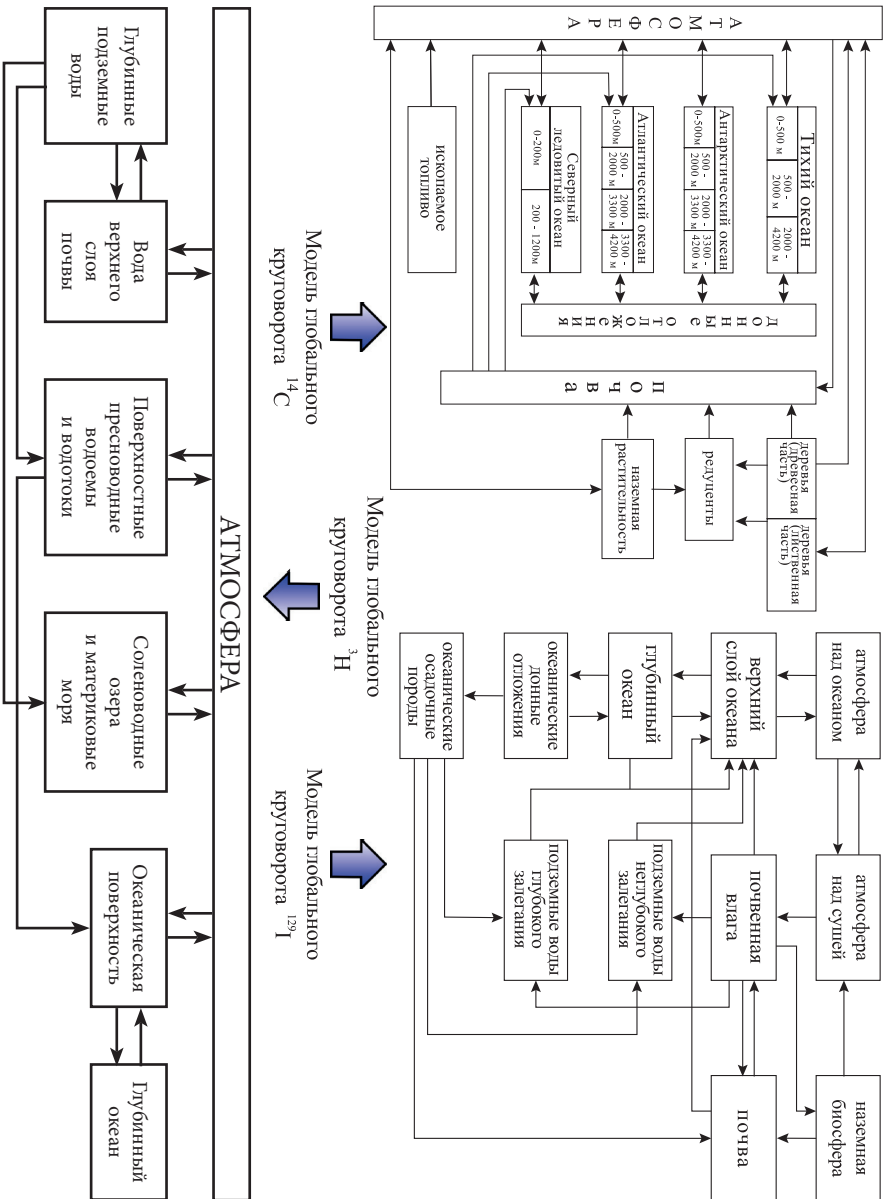 АТМОСФЕРА
Тихий океан
0-500 м
500 -
2000 м
2000 -
4200 м
Антарктический океан
0-500м
500 -
2000 м
2000 -
3300 м
3300 -
4200 м
Атлантический океан
0-500м
500 -
2000 м
2000 -
3300 м
3300 -
4200 м
Северный
ледовитый океан
0-200м
200 - 1200м
ископаемое
топливо
донные отложения
почва
деревья
(древесная
часть)
деревья
(лиственная
часть)
редуценты
наземная
растительность
Модель глобального
круговорота ¹⁴C
атмосфера
над океаном
атмосфера
над сушей
наземная
биосфера
верхний
слой океана
почвенная
влага
почва
глубинный
океан
подземные воды
неглубокого
залегания
океанические
донные
отложения
подземные воды
глубокого
залегания
океанические
осадочные
породы
Модель глобального
круговорота ¹²⁹I
Модель глобального
круговорота ³H
АТМОСФЕРА
Глубинные
подземные
воды
Вода
верхнего
слоя
почвы
Поверхностные
пресноводные
водоемы
и водотоки
Соленоводные
озера
и материковые
моря
Океаническая
поверхность
Глубинный
океан